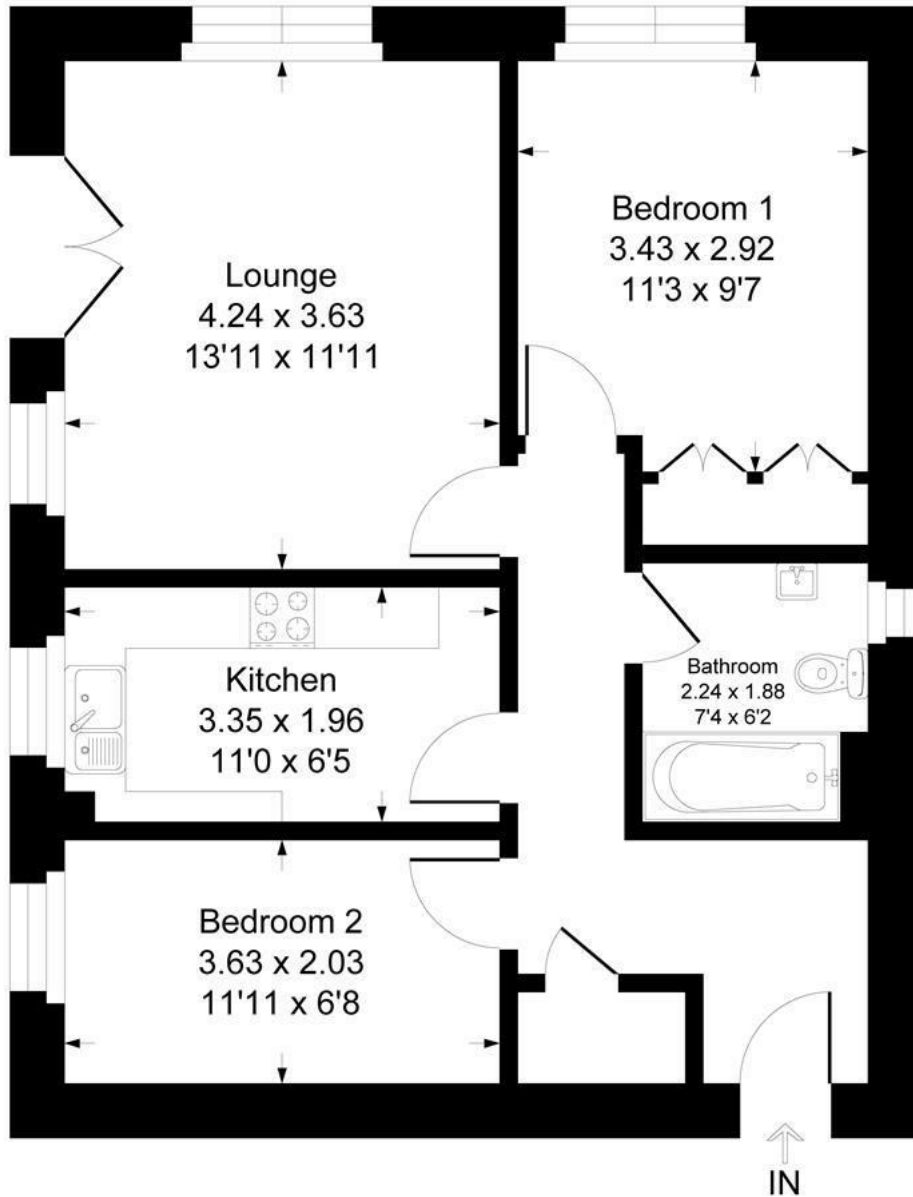 Lounge
4.24 x 3.63
13'11 x 11'11
Bedroom 1
3.43 x 2.92
11'3 x 9'7
Kitchen
3.35 x 1.96
11'0 x 6'5
Bathroom
2.24 x 1.88
7'4 x 6'2
Bedroom 2
3.63 x 2.03
11'11 x 6'8
IN